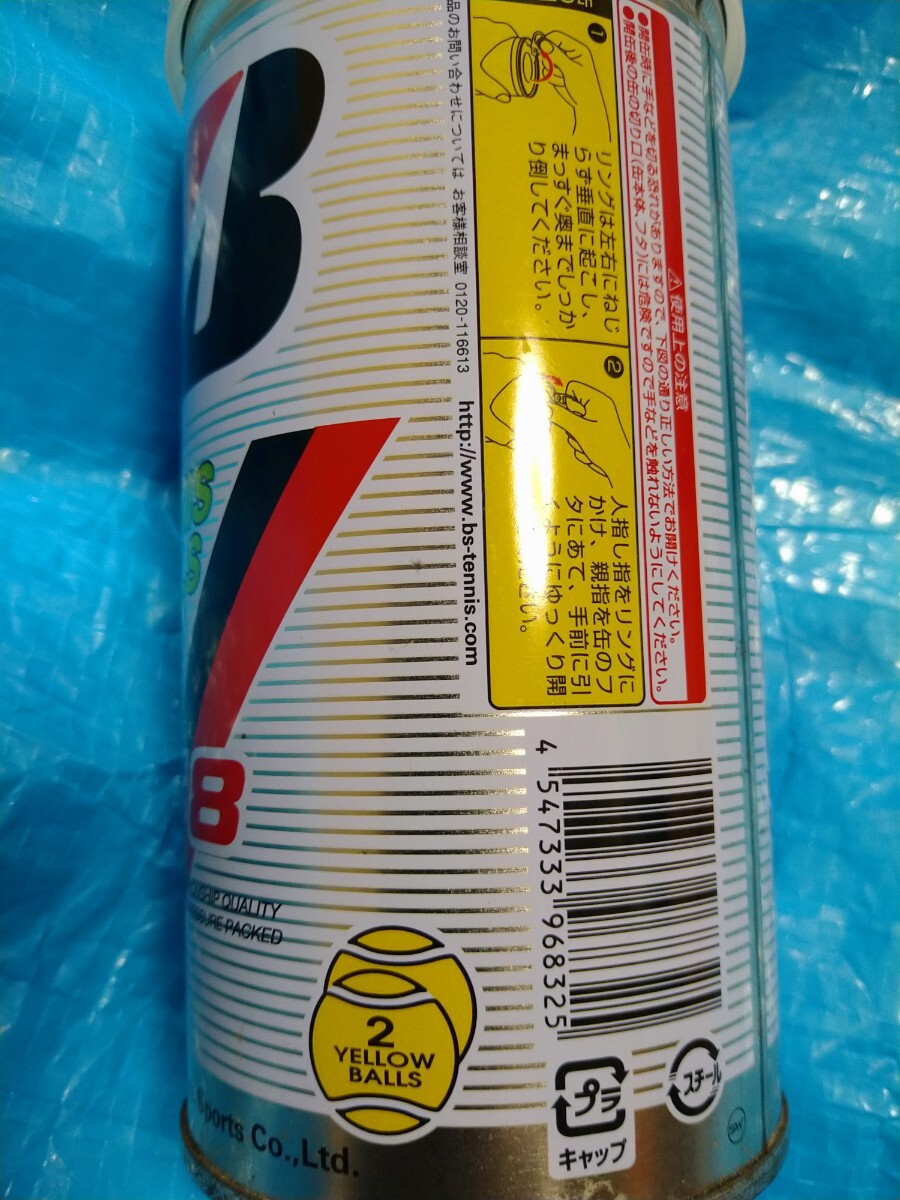 ⚠ 使用上の注意
●開缶時に手などを切る恐れがありますので、下図の通り正しい方法でお開けください。
●開缶後の缶の切り口(缶本体、フタ)には危険ですので手などを触れないようにしてください。
❶
リングは左右にねじ
らず垂直に起こし、
まっすぐ奥までしっか
り倒してください。
❷
人指し指をリングに
かけ、親指を缶のフ
タにあて、手前に引
くようにゆっくり開
さい。
品のお問い合わせについては お客様相談室 0120-116613
http://www.bs-tennis.com
B
8
SHIP QUALITY
SSURE PACKED
2
YELLOW
BALLS
4 547333 968325
プラ
キャップ
スチール
Sports Co.,Ltd.